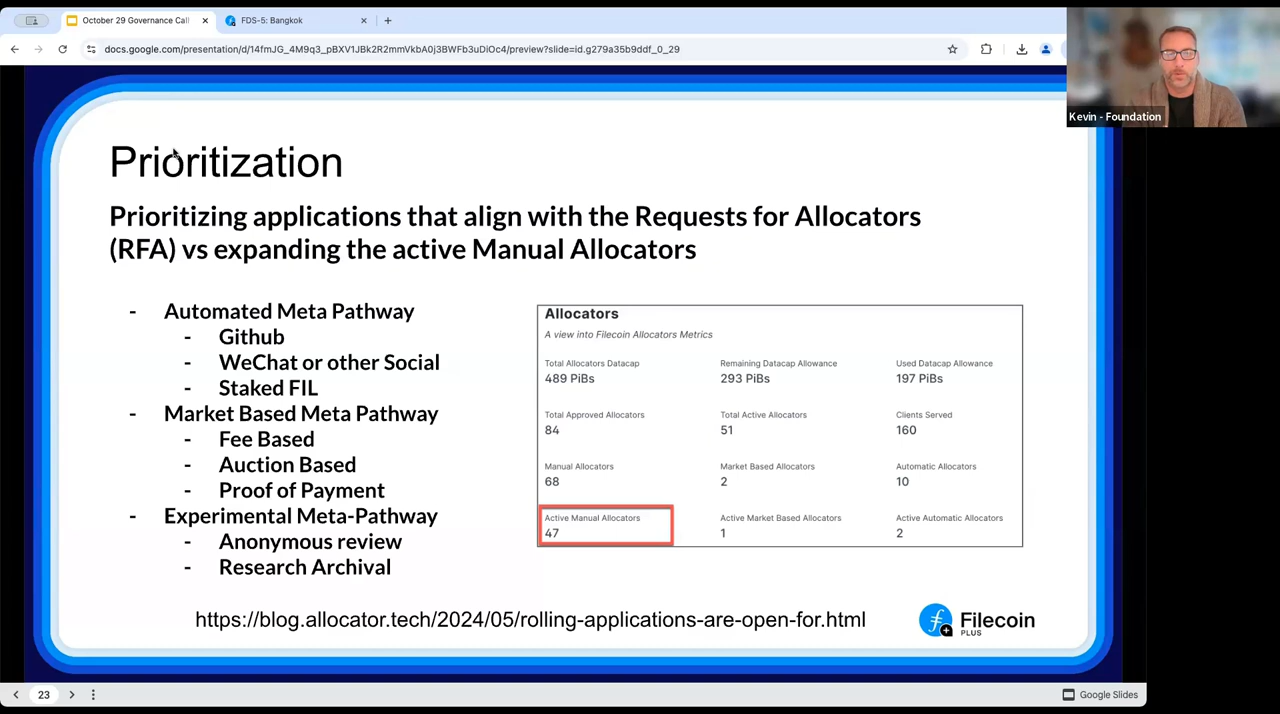 October 29 Governance Call
FDS-5: Bangkok
docs.google.com/presentation/d/14fmJG_4M9q3_pBXV1JBk2R2mmVkbA0j3BWFb3uDiOc4/preview?slide=id.g279a35b9ddf_0_29
Kevin - Foundation
Prioritization
Prioritizing applications that align with the Requests for Allocators
(RFA) vs expanding the active Manual Allocators
- Automated Meta Pathway
- Github
- WeChat or other Social
- Staked FIL
- Market Based Meta Pathway
- Fee Based
- Auction Based
- Proof of Payment
- Experimental Meta-Pathway
- Anonymous review
- Research Archival
Allocators
A view into Filecoin Allocators Metrics
Total Allocators Datacap Remaining Datacap Allowance Used Datacap Allowance
489 PiBs 293 PiBs 197 PiBs
Total Approved Allocators Total Active Allocators Clients Served
84 51 160
Manual Allocators Market Based Allocators Automatic Allocators
68 2 10
Active Manual Allocators Active Market Based Allocators Active Automatic Allocators
47 1 2
https://blog.allocator.tech/2024/05/rolling-applications-are-open-for.html
Filecoin
PLUS
23
Google Slides